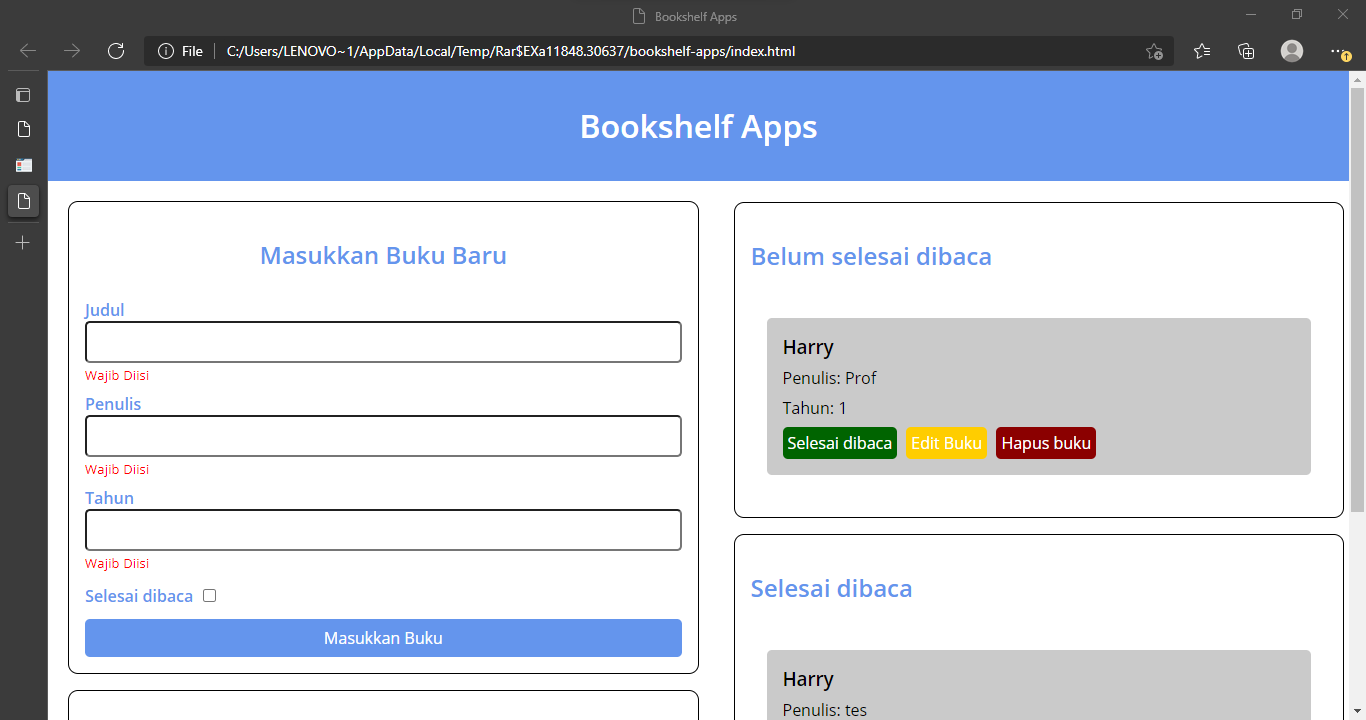 Bookshelf Apps
File
C:/Users/LENOVO~1/AppData/Local/Temp/Rar$EXa11848.30637/bookshelf-apps/index.html
Bookshelf Apps
Masukkan Buku Baru
Judul
Wajib Diisi
Penulis
Wajib Diisi
Tahun
Wajib Diisi
Selesai dibaca
Masukkan Buku
Belum selesai dibaca
Harry
Penulis: Prof
Tahun: 1
Selesai dibaca Edit Buku Hapus buku
Selesai dibaca
Harry
Penulis: tes